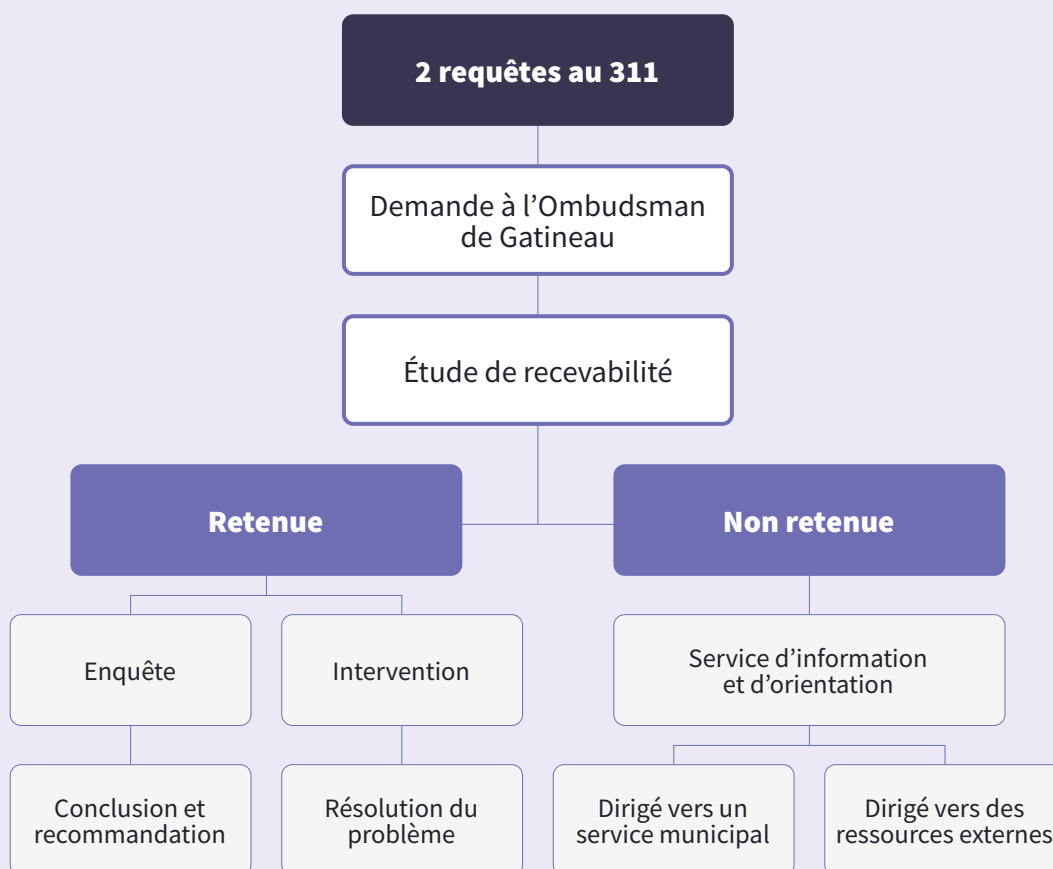 2 requêtes au 311
Demande à l’Ombudsman
de Gatineau
Étude de recevabilité
Retenue
Non retenue
Enquête
Intervention
Service d’information
et d’orientation
Conclusion et
recommandation
Résolution du
problème
Dirigé vers un
service municipal
Dirigé vers des
ressources externes